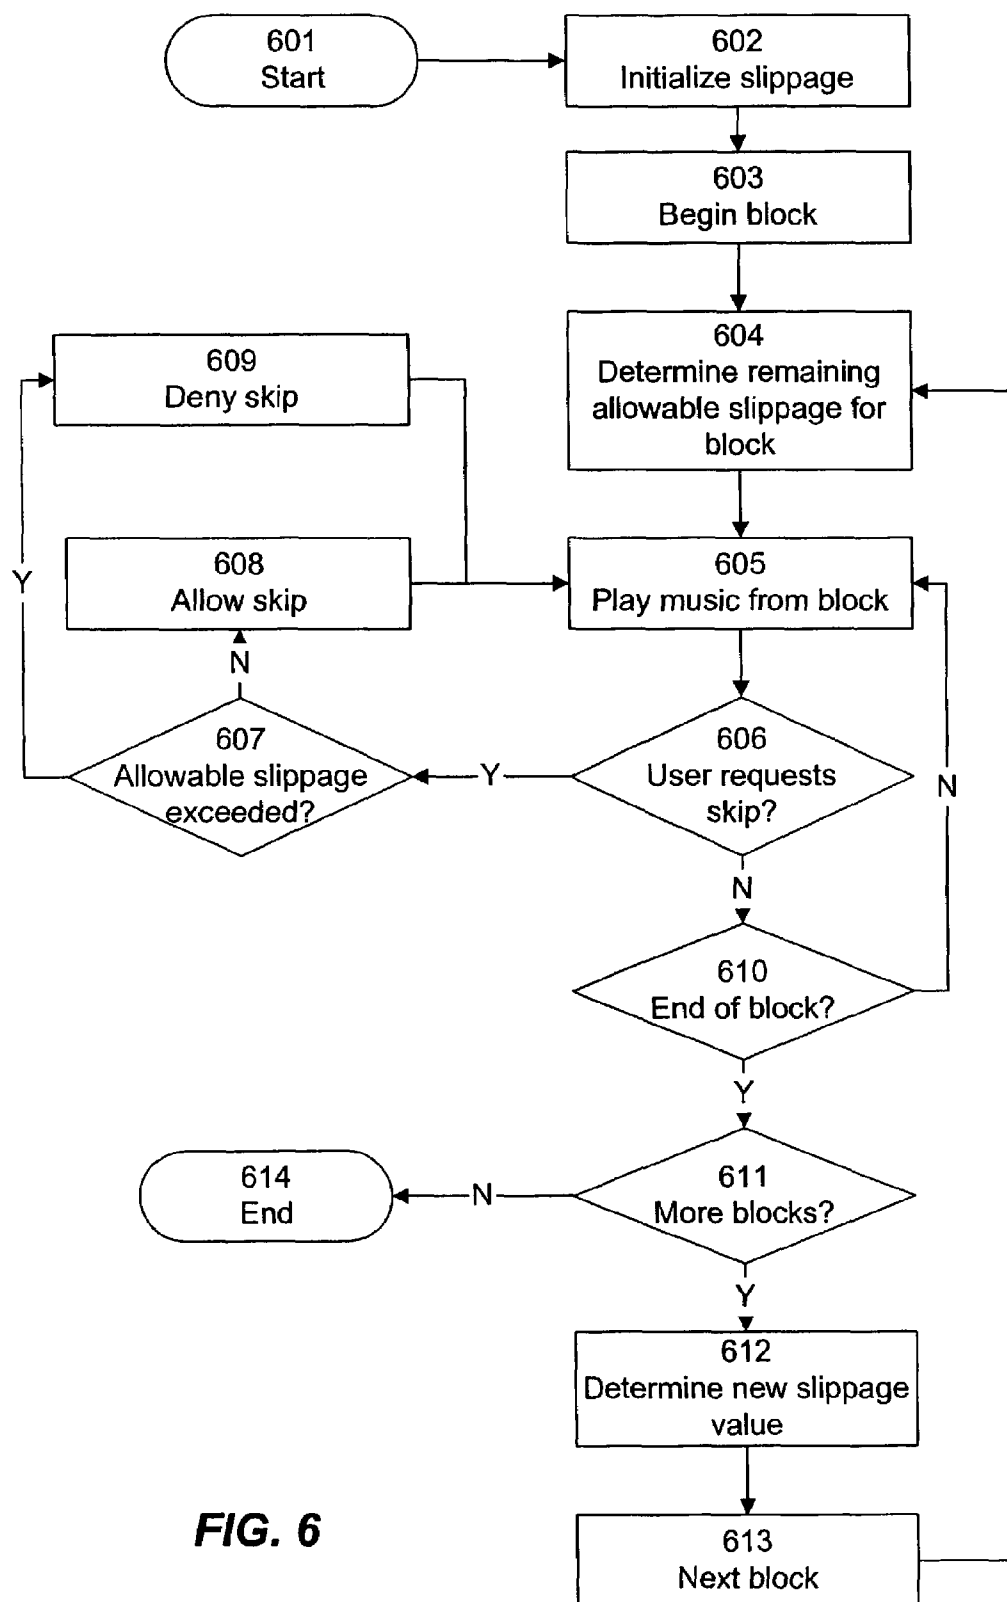 601
Start
602
Initialize slippage
603
Begin block
604
Determine remaining
allowable slippage for
block
609
Deny skip
608
Allow skip
605
Play music from block
Y
N
607
Allowable slippage
exceeded?
Y
606
User requests
skip?
N
N
610
End of block?
Y
614
End
N
611
More blocks?
Y
612
Determine new slippage
value
613
Next block
FIG. 6